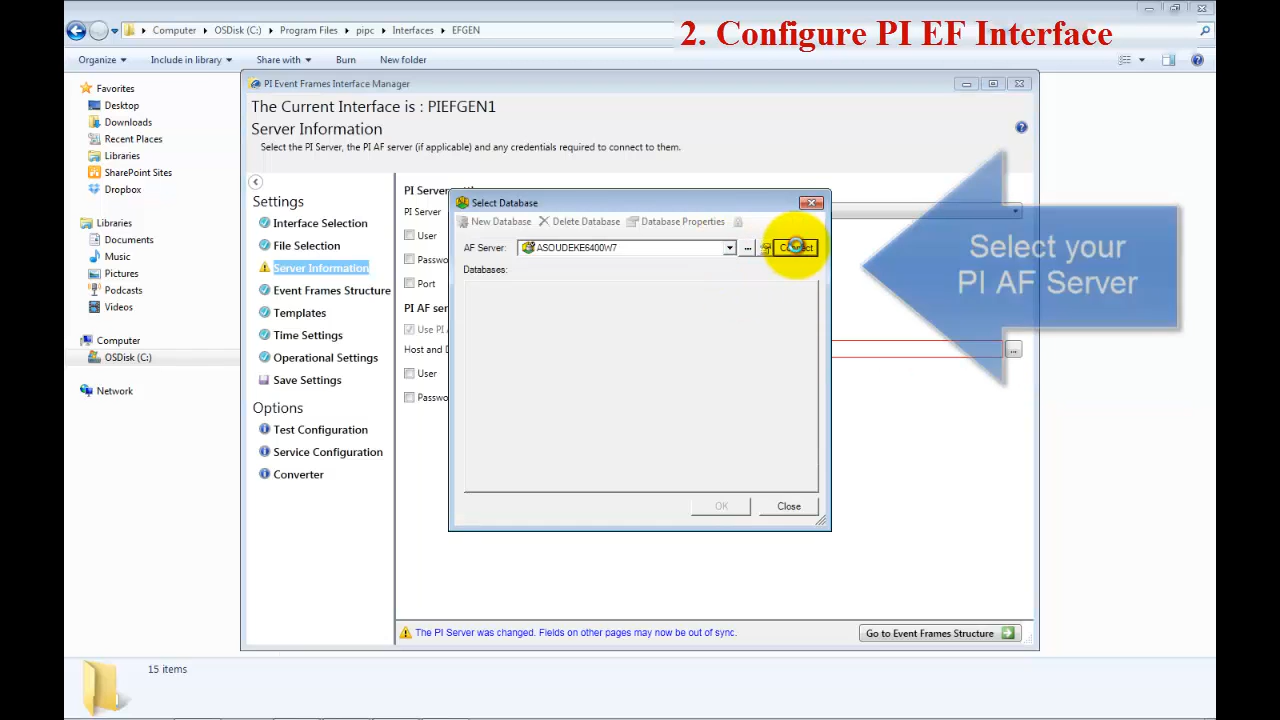 2. Configure PI EF Interface
Computer
OSDisk (C:)
Program Files
pipc
Interfaces
EFGEN
Organize
Include in library
Share with
Burn
New folder
Favorites
Desktop
Downloads
Recent Places
Libraries
SharePoint Sites
Dropbox
Libraries
Documents
Music
Pictures
Podcasts
Videos
Computer
OSDisk (C:)
Network
15 items
PI Event Frames Interface Manager
The Current Interface is : PIEFGEN1
Server Information
Select the PI Server, the PI AF server (if applicable) and any credentials required to connect to them.
Settings
Interface Selection
File Selection
Server Information
Event Frames Structure
Templates
Time Settings
Operational Settings
Save Settings
Options
Test Configuration
Service Configuration
Converter
PI Server
PI Server
User
Port
PI AF
Use PI
Host and
User
Select Database
New Database
Delete Database
Database Properties
AF Server:
ASOUDEKE6400W7
...
Databases:
OK
Close
...
Select your
PI AF Server
The PI Server was changed. Fields on other pages may now be out of sync.
Go to Event Frames Structure